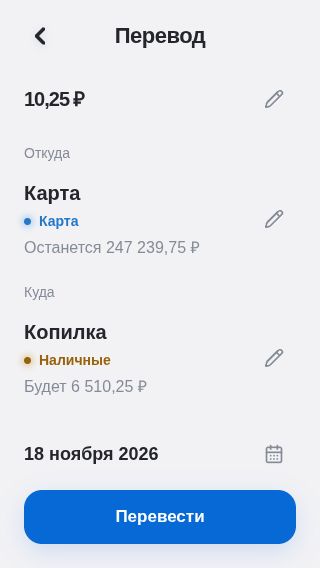 Перевод
10,25 ₽
Откуда
Карта
Карта
Останется 247 239,75 ₽
Куда
Копилка
Наличные
Будет 6 510,25 ₽
18 ноября 2026
Перевести